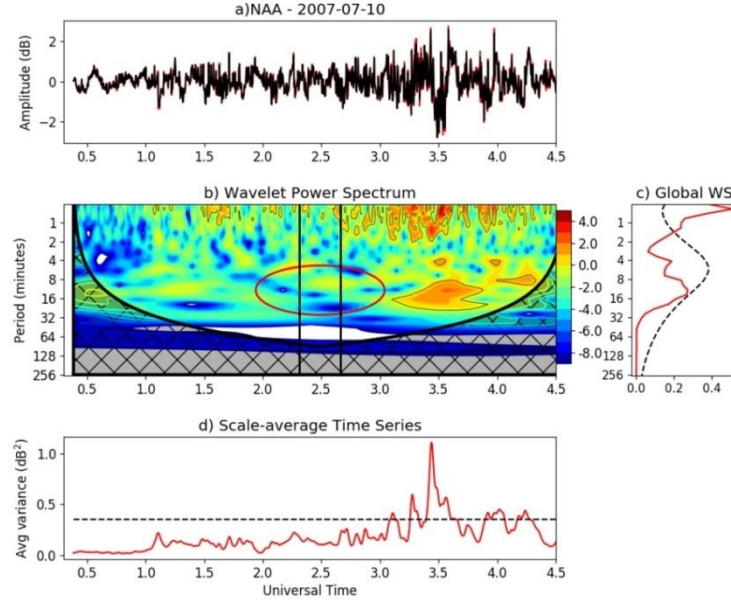 a)NAA - 2007-07-10
Amplitude (dB)
2
0
−2
0.5 1.0 1.5 2.0 2.5 3.0 3.5 4.0 4.5
b) Wavelet Power Spectrum
c) Global WS
Period (minutes)
1
2
4
8
16
32
64
128
256
0.5 1.0 1.5 2.0 2.5 3.0 3.5 4.0 4.5
4.0
2.0
0.0
-2.0
-4.0
-6.0
-8.0
1
2
4
8
16
32
64
128
256
0.0 0.2 0.4
d) Scale-average Time Series
Avg variance (dB²)
1.0
0.5
0.0
0.5 1.0 1.5 2.0 2.5 3.0 3.5 4.0 4.5
Universal Time